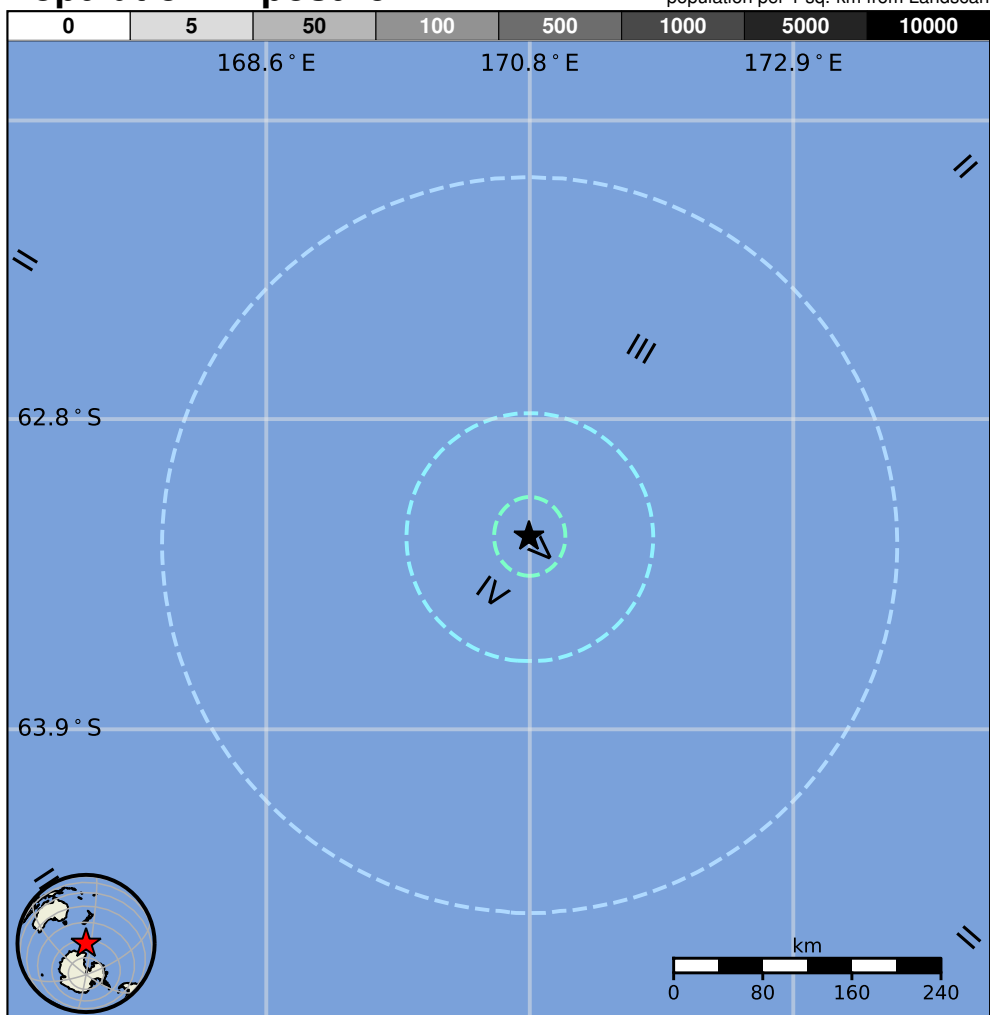 population per 1 sq. km from Landscan
0 5 50 100 500 1000 5000 10000
168.6°E 170.8°E 172.9°E
II
II
III
62.8°S
V
IV
63.9°S
II
II
km
0 80 160 240